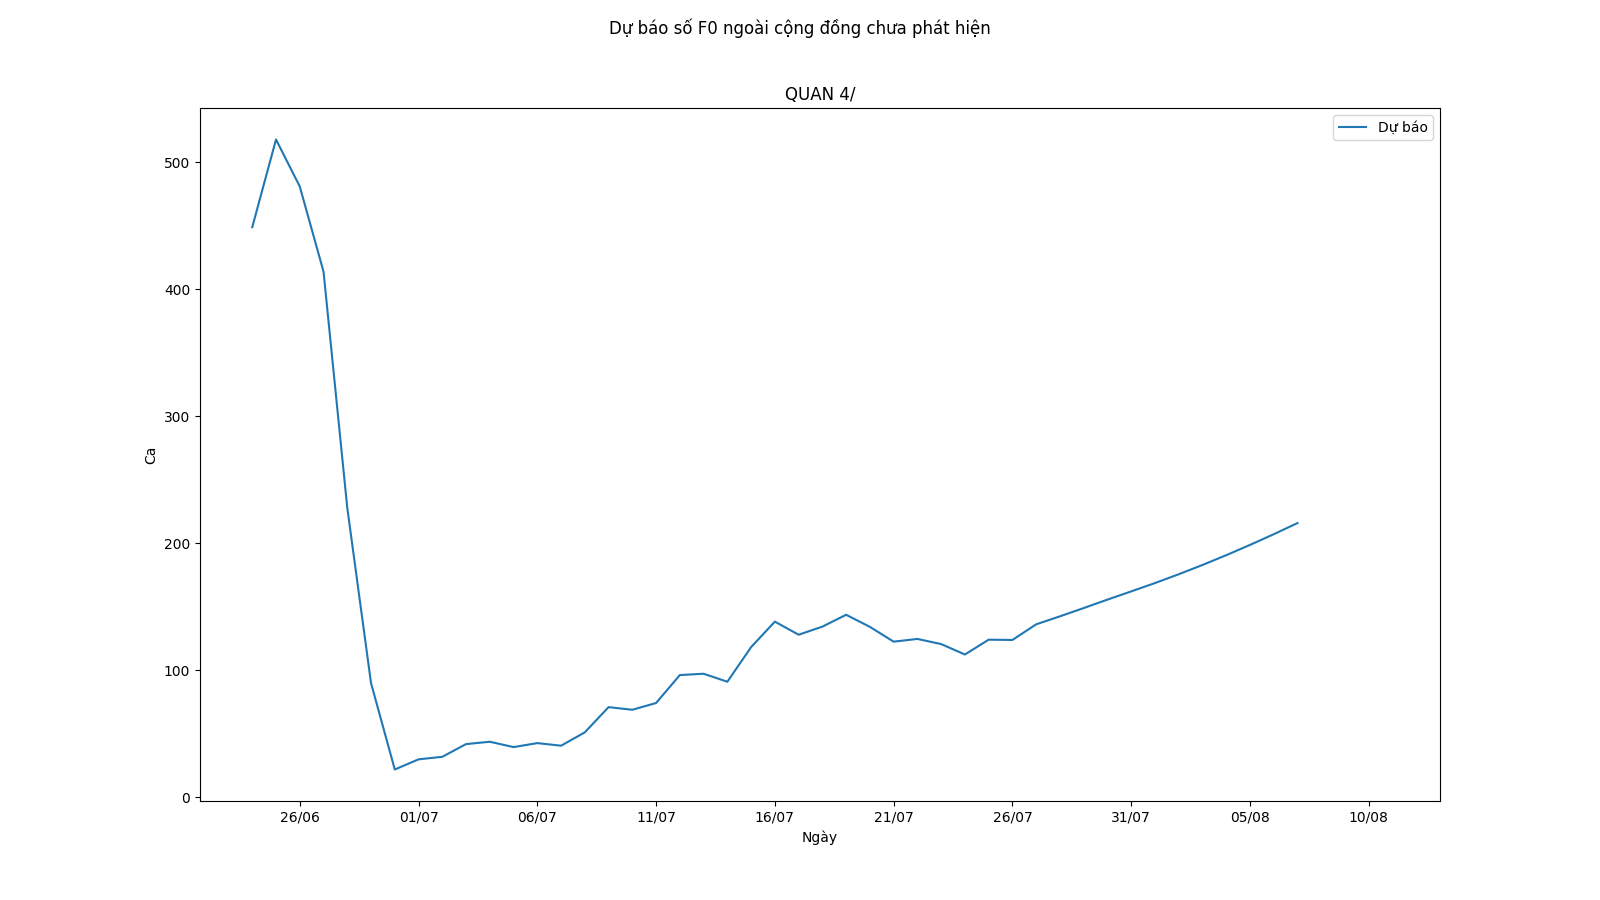 Dự báo số F0 ngoài cộng đồng chưa phát hiện
QUAN 4/
Dự báo
500
400
300
200
100
0
Ca
26/06 01/07 06/07 11/07 16/07 21/07 26/07 31/07 05/08 10/08
Ngày